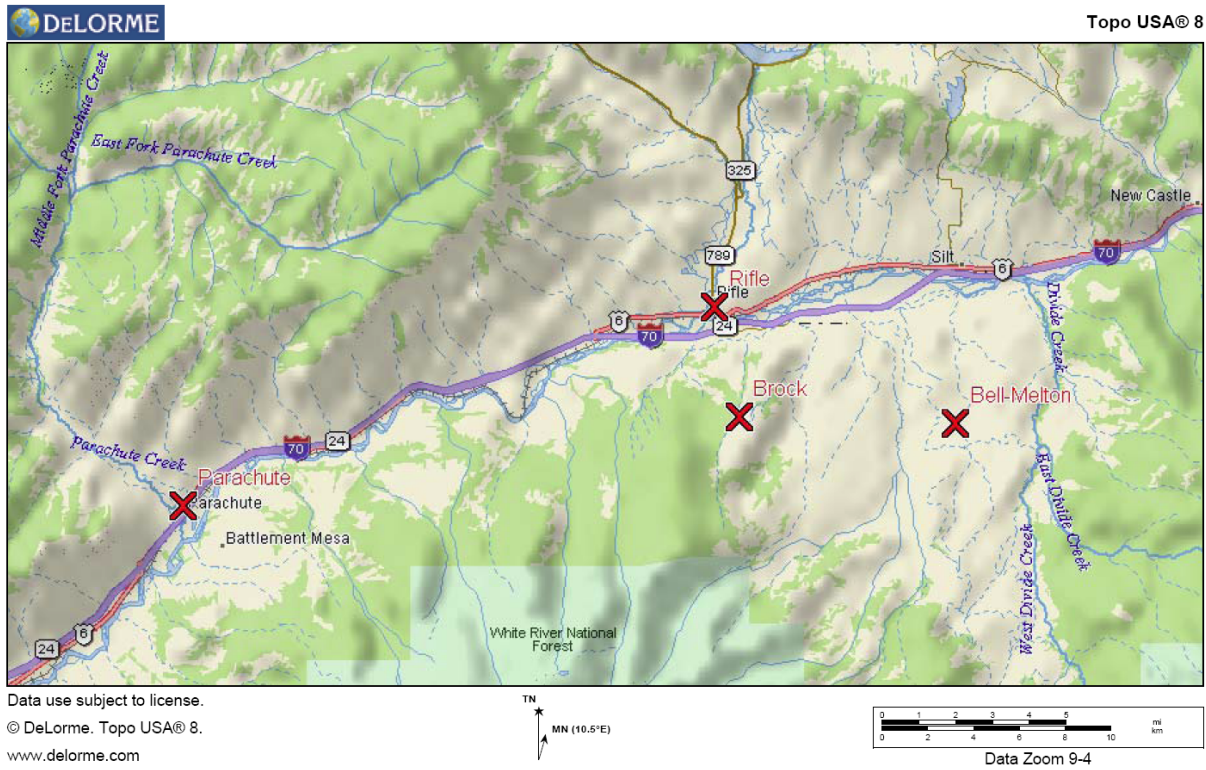 DELORME
Topo USA® 8
Middle Fork Parachute Creek
East Fork Parachute Creek
325
New Castle
789
Silt
6
70
Rifle
Rifle
6
24
70
Divide Creek
Brock
Bell-Melton
24
70
Parachute Creek
Parachute
Parachute
Battlement Mesa
East Divide Creek
West Divide Creek
White River National
Forest
6
24
Data use subject to license.
© DeLorme. Topo USA® 8.
www.delorme.com
TN
MN (10.5°E)
0 1 2 3 4 5
mi
km
0 2 4 6 8 10
Data Zoom 9-4